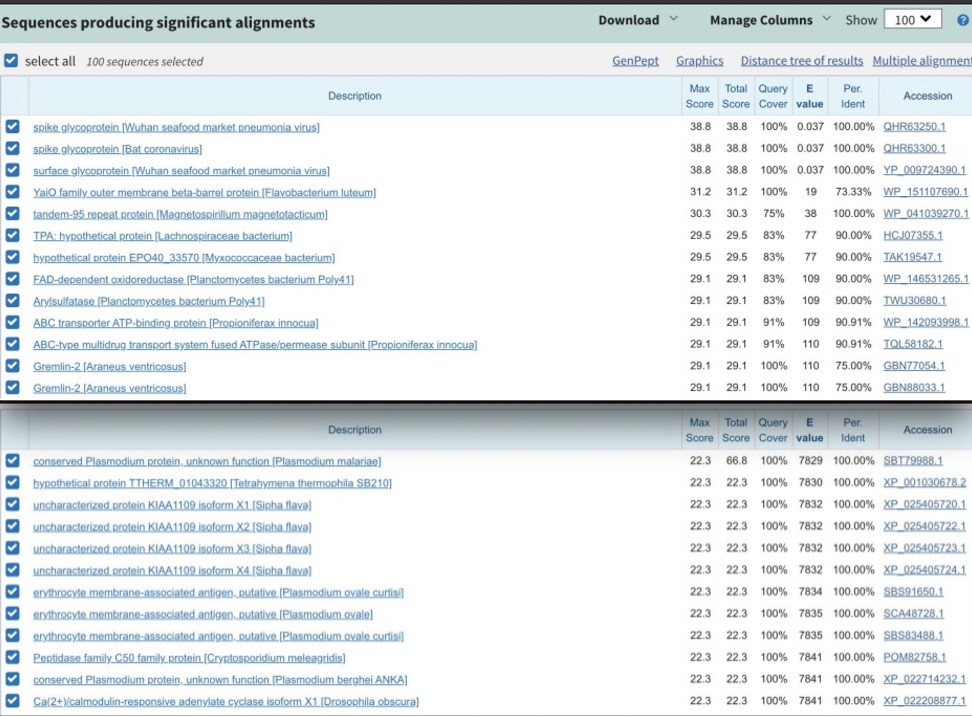 Sequences producing significant alignments Download Manage Columns Show 100
select all 100 sequences selected GenPept Graphics Distance tree of results Multiple alignment
Description Max Score Total Score Query Cover E value Per. Ident Accession
spike glycoprotein [Wuhan seafood market pneumonia virus] 38.8 38.8 100% 0.037 100.00% QHR63250.1
spike glycoprotein [Bat coronavirus] 38.8 38.8 100% 0.037 100.00% QHR63300.1
surface glycoprotein [Wuhan seafood market pneumonia virus] 38.8 38.8 100% 0.037 100.00% YP_009724390.1
YaiO family outer membrane beta-barrel protein [Flavobacterium luteum] 31.2 31.2 100% 19 73.33% WP_151107690.1
tandem-95 repeat protein [Magnetospirillum magnetotacticum] 30.3 30.3 75% 38 100.00% WP_041039270.1
TPA: hypothetical protein [Lachnospiraceae bacterium] 29.5 29.5 83% 77 90.00% HCJ07355.1
hypothetical protein EPO40_33570 [Myxococcaceae bacterium] 29.5 29.5 83% 77 90.00% TAK19547.1
FAD-dependent oxidoreductase [Planctomycetes bacterium Poly41] 29.1 29.1 83% 109 90.00% WP_146531265.1
Arylsulfatase [Planctomycetes bacterium Poly41] 29.1 29.1 83% 109 90.00% TWU30680.1
ABC transporter ATP-binding protein [Propioniferax innocua] 29.1 29.1 91% 109 90.91% WP_142093998.1
ABC-type multidrug transport system fused ATPase/permease subunit [Propioniferax innocua] 29.1 29.1 91% 110 90.91% TQL58182.1
Gremlin-2 [Araneus ventricosus] 29.1 29.1 100% 110 75.00% GBN77054.1
Gremlin-2 [Araneus ventricosus] 29.1 29.1 100% 110 75.00% GBN88033.1
Description Max Score Total Score Query Cover E value Per. Ident Accession
conserved Plasmodium protein, unknown function [Plasmodium malariae] 22.3 66.8 100% 7829 100.00% SBT79988.1
hypothetical protein TTHERM_01043320 [Tetrahymena thermophila SB210] 22.3 22.3 100% 7830 100.00% XP_001030678.2
uncharacterized protein KIAA1109 isoform X1 [Sipha flava] 22.3 22.3 100% 7832 100.00% XP_025405720.1
uncharacterized protein KIAA1109 isoform X2 [Sipha flava] 22.3 22.3 100% 7832 100.00% XP_025405722.1
uncharacterized protein KIAA1109 isoform X3 [Sipha flava] 22.3 22.3 100% 7832 100.00% XP_025405723.1
uncharacterized protein KIAA1109 isoform X4 [Sipha flava] 22.3 22.3 100% 7832 100.00% XP_025405724.1
erythrocyte membrane-associated antigen, putative [Plasmodium ovale curtisi] 22.3 22.3 100% 7834 100.00% SBS91650.1
erythrocyte membrane-associated antigen, putative [Plasmodium ovale] 22.3 22.3 100% 7835 100.00% SCA48728.1
erythrocyte membrane-associated antigen, putative [Plasmodium ovale curtisi] 22.3 22.3 100% 7835 100.00% SBS83488.1
Peptidase family C50 family protein [Cryptosporidium meleagridis] 22.3 22.3 100% 7841 100.00% POM82758.1
conserved Plasmodium protein, unknown function [Plasmodium berghei ANKA] 22.3 22.3 100% 7841 100.00% XP_022714232.1
Ca(2+)/calmodulin-responsive adenylate cyclase isoform X1 [Drosophila obscura] 22.3 22.3 100% 7841 100.00% XP_022208877.1